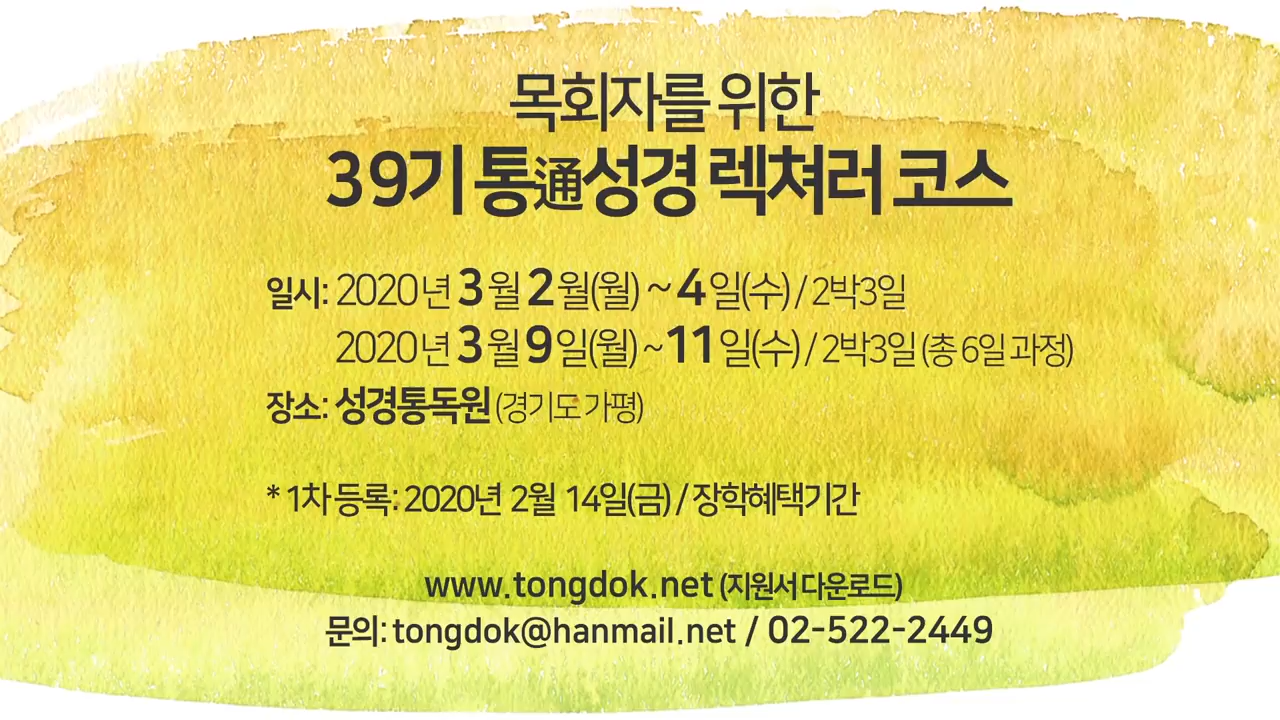 목회자를 위한
39기 통通성경 렉쳐러 코스
일시: 2020년 3월 2월(월) ~ 4일(수) / 2박3일
2020년 3월 9일(월) ~ 11일(수) / 2박3일 (총 6일 과정)
장소: 성경통독원 (경기도 가평)
* 1차 등록: 2020년 2월 14일(금) / 장학혜택기간
www.tongdok.net (지원서 다운로드)
문의: tongdok@hanmail.net / 02-522-2449